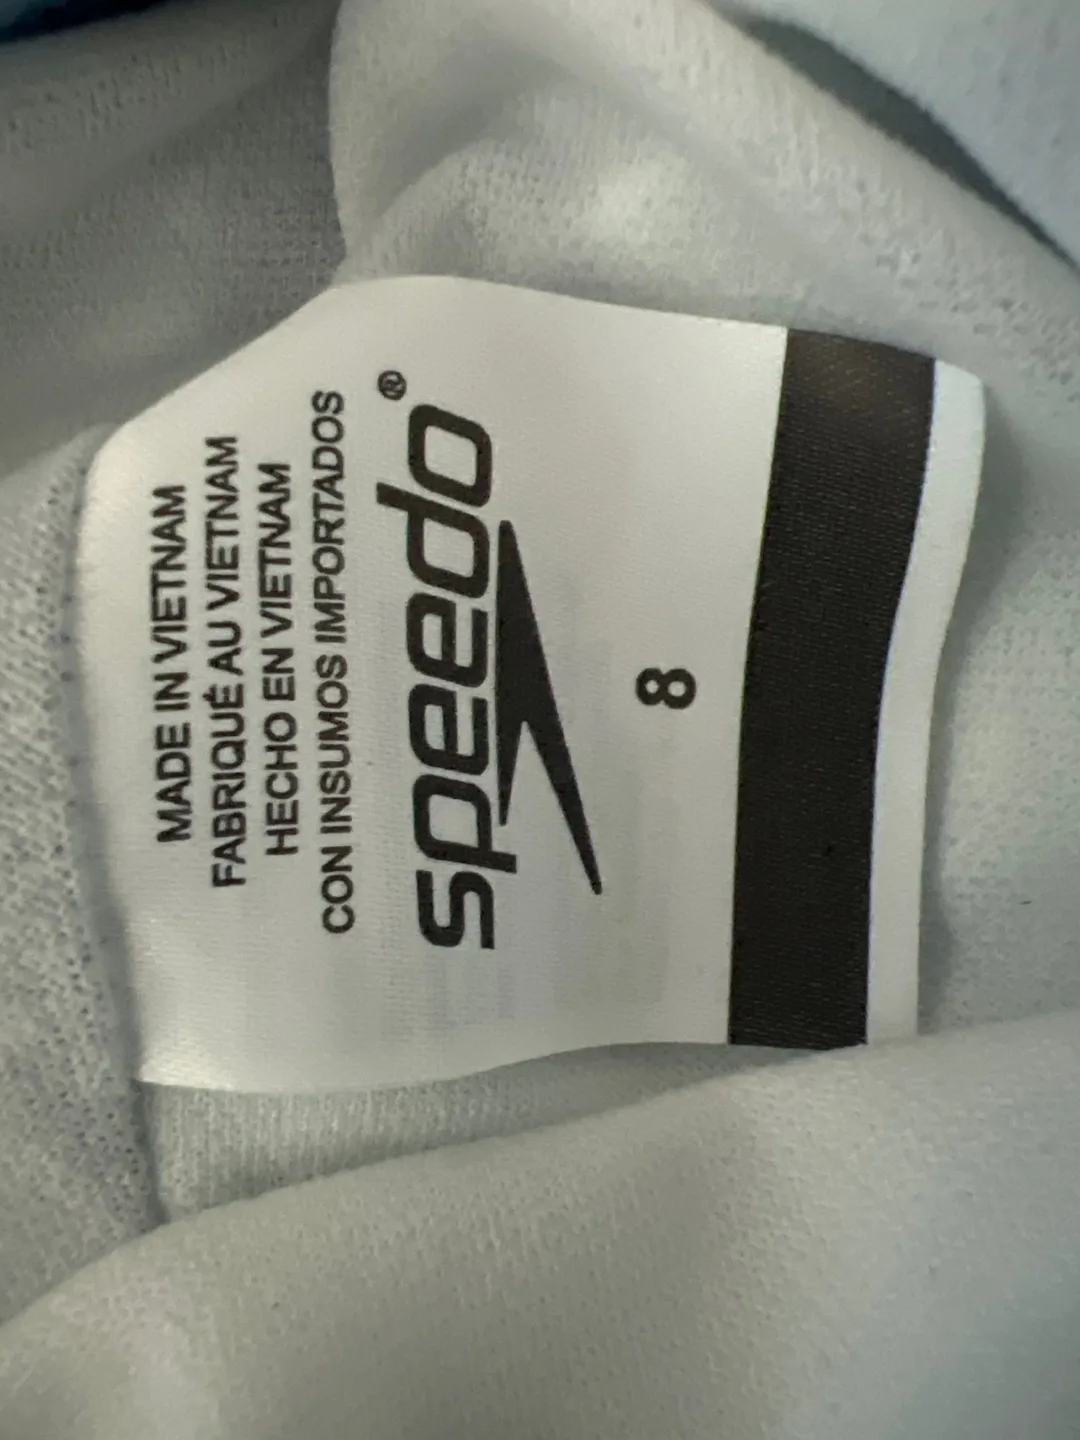 MADE IN VIETNAM
FABRIQUÉ AU VIETNAM
HECHO EN VIETNAM
CON INSUMOS IMPORTADOS
speedo®
8